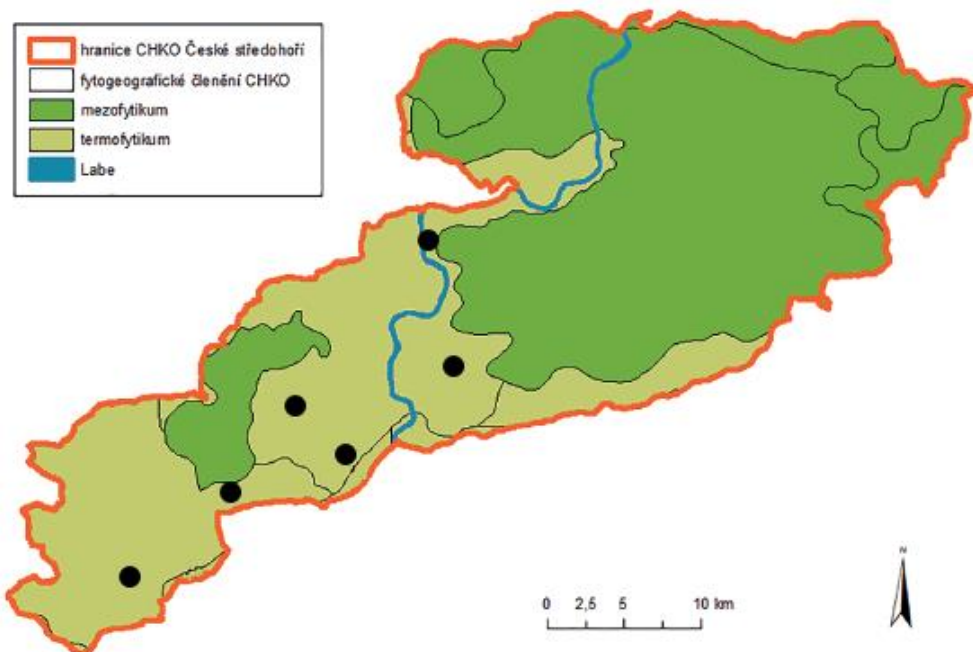 hranice CHKO České středohoří
fytogeografické členění CHKO
mezofytikum
termofytikum
Labe
N
0 2,5 5 10 km